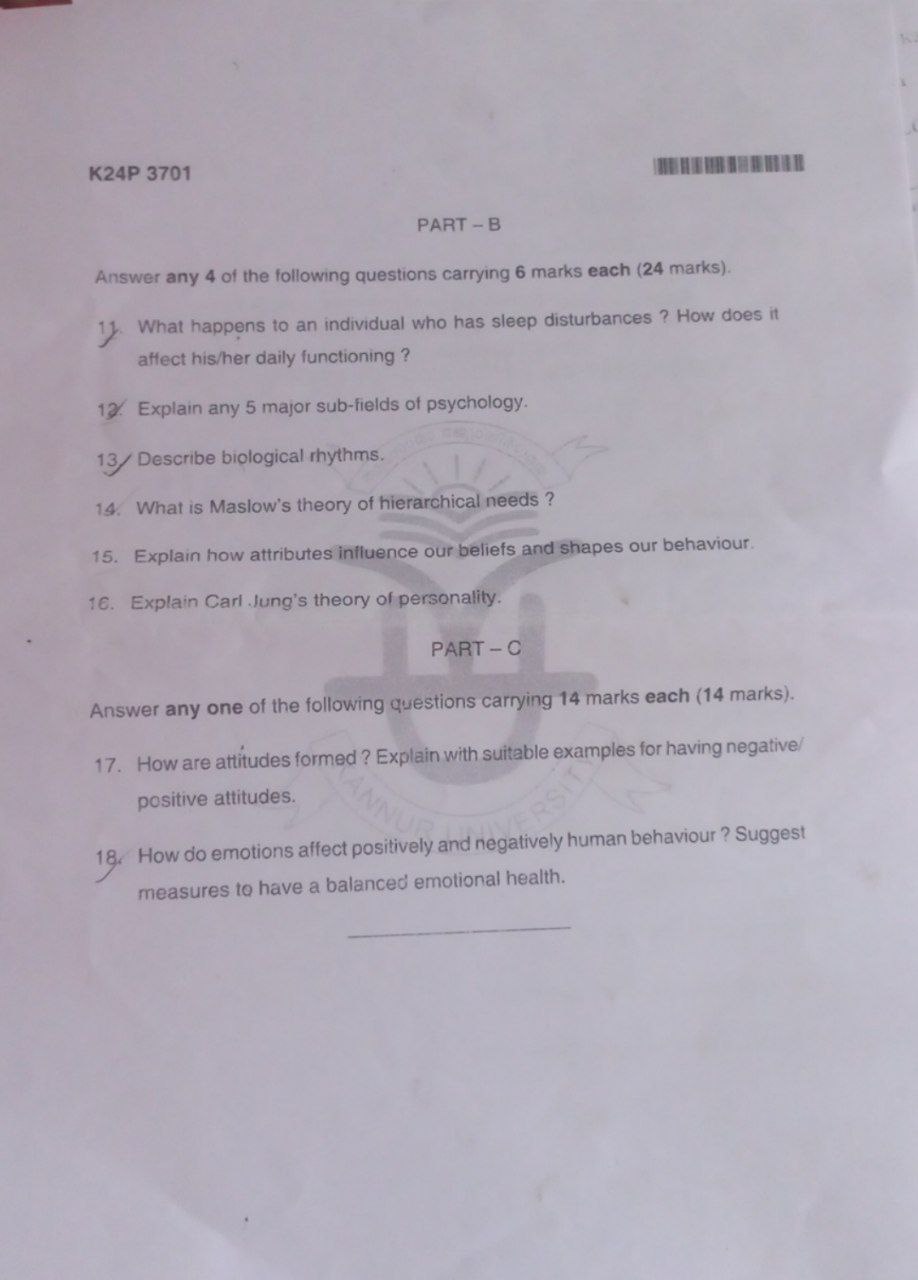 K24P 3701
PART – B
Answer any 4 of the following questions carrying 6 marks each (24 marks).
11. What happens to an individual who has sleep disturbances ? How does it
affect his/her daily functioning ?
12. Explain any 5 major sub-fields of psychology.
13. Describe biological rhythms.
14. What is Maslow's theory of hierarchical needs ?
15. Explain how attributes influence our beliefs and shapes our behaviour.
16. Explain Carl Jung's theory of personality.
PART – C
Answer any one of the following questions carrying 14 marks each (14 marks).
17. How are attitudes formed ? Explain with suitable examples for having negative/
positive attitudes.
KANNUR UNIVERSITY
18. How do emotions affect positively and negatively human behaviour ? Suggest
measures to have a balanced emotional health.